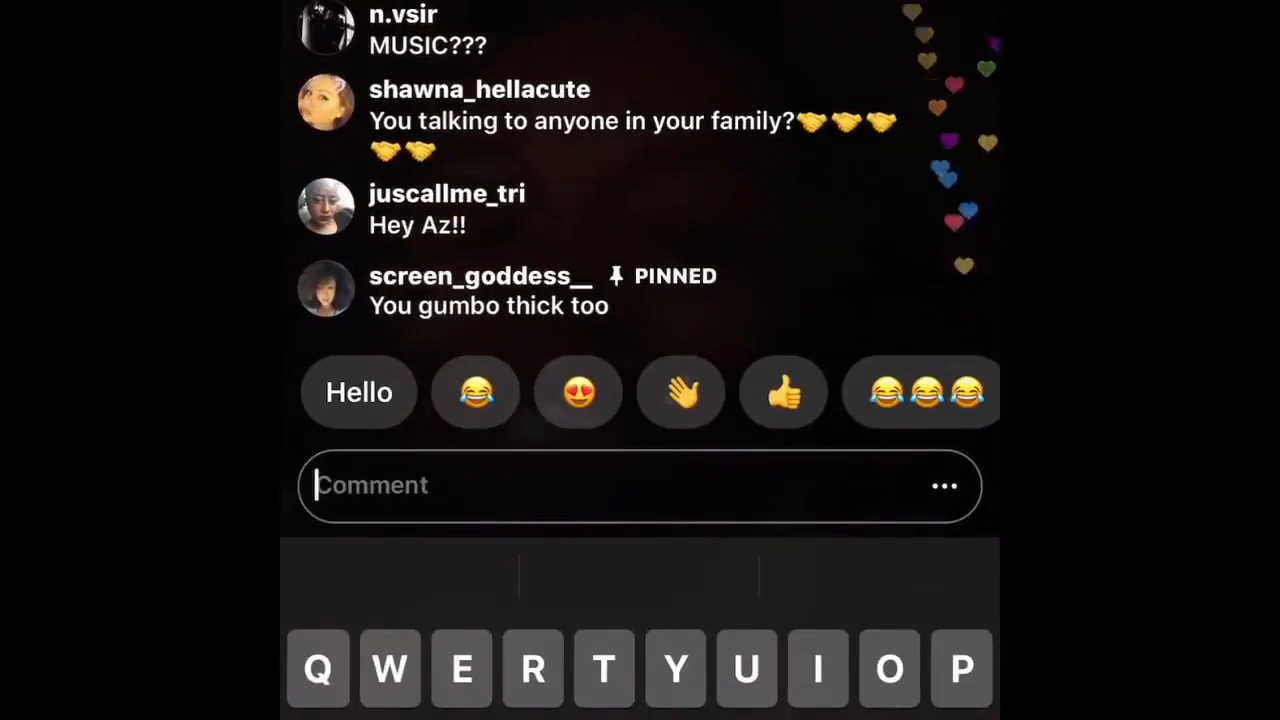 n.vsir
MUSIC???
shawna_hellacute
You talking to anyone in your family?🤝🤝🤝
🤝🤝
juscallme_tri
Hey Az!!
screen_goddess__ 📌 PINNED
You gumbo thick too
Hello 😂 😍 👋 👍 😂😂😂
Comment ...
Q W E R T Y U I O P